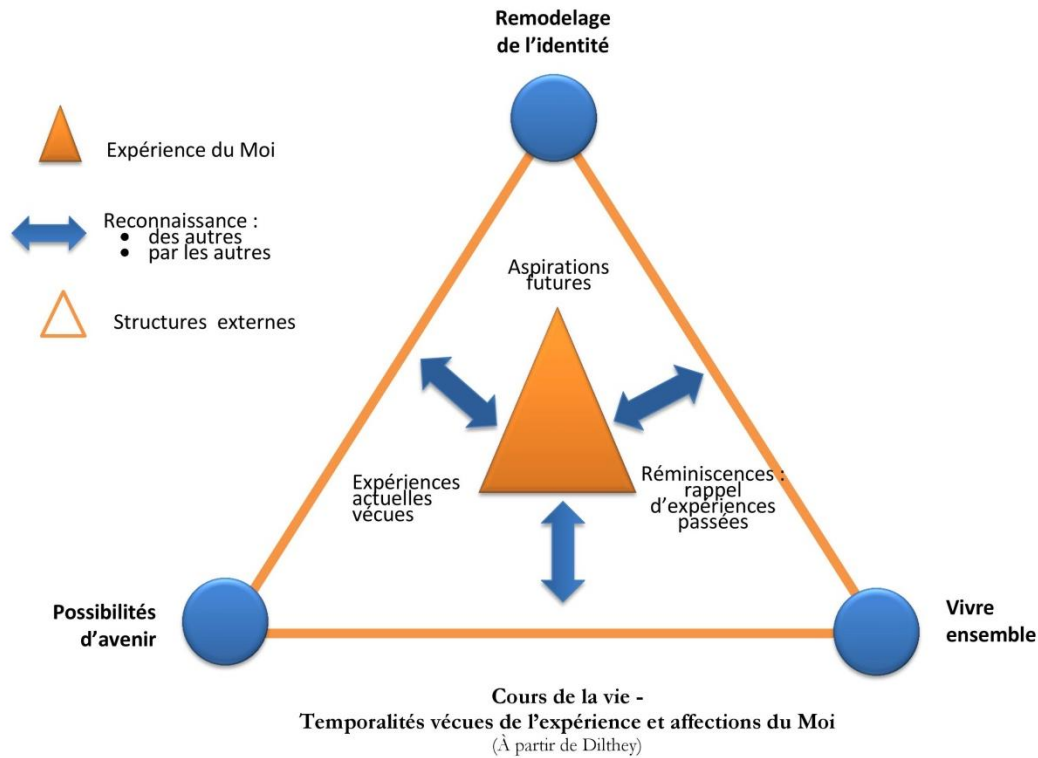 Remodelage
de l'identité
Expérience du Moi
Reconnaissance :
• des autres
• par les autres
Structures externes
Aspirations
futures
Expériences
actuelles
vécues
Réminiscences :
rappel
d'expériences
passées
Possibilités
d'avenir
Vivre
ensemble
Cours de la vie -
Temporalités vécues de l'expérience et affections du Moi
(À partir de Dilthey)